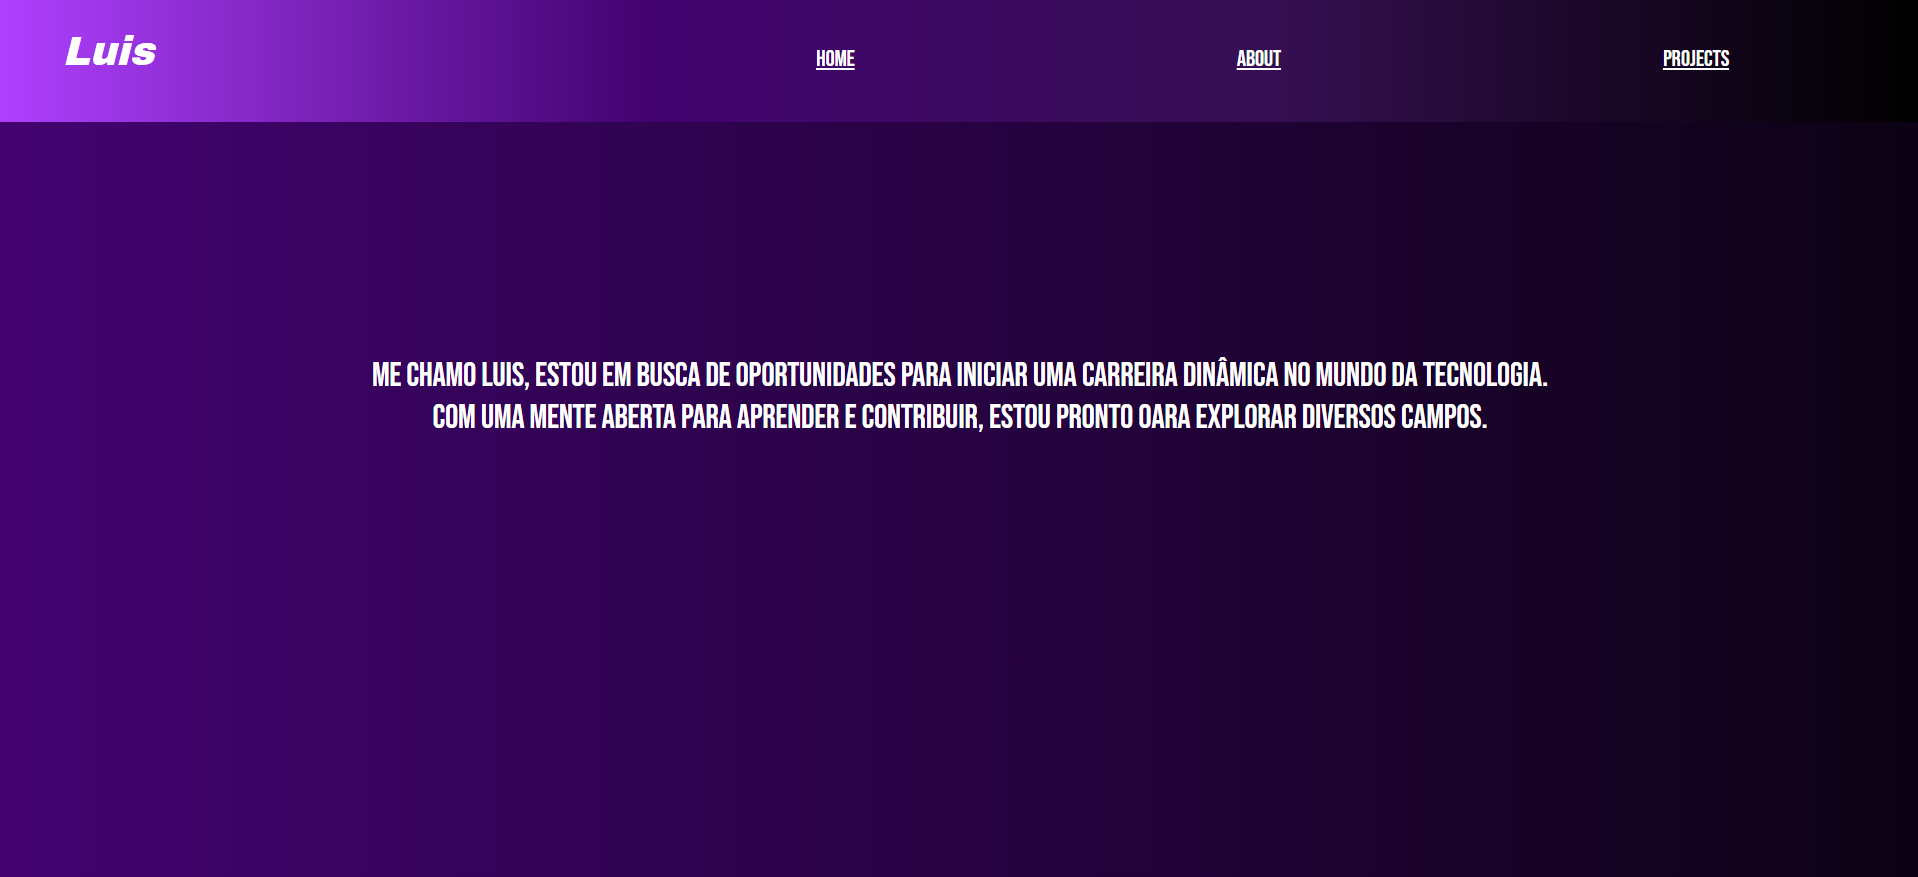 Luis
HOME
ABOUT
PROJECTS
ME CHAMO LUIS, ESTOU EM BUSCA DE OPORTUNIDADES PARA INICIAR UMA CARREIRA DINÂMICA NO MUNDO DA TECNOLOGIA.
COM UMA MENTE ABERTA PARA APRENDER E CONTRIBUIR, ESTOU PRONTO OARA EXPLORAR DIVERSOS CAMPOS.